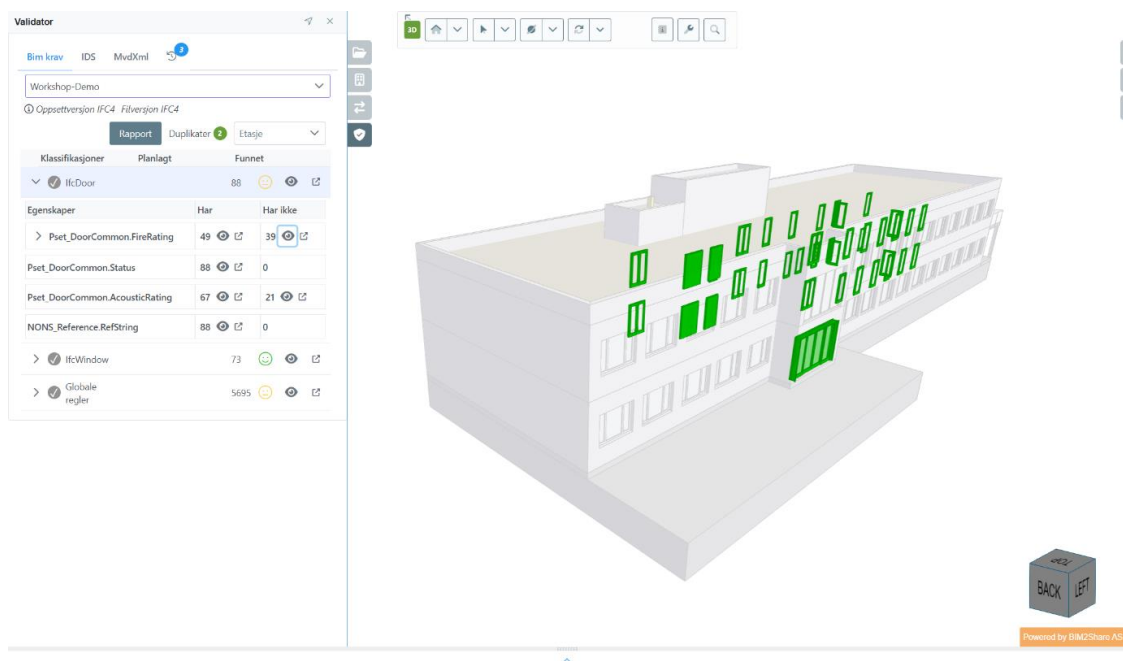 Validator
3D
Bim krav IDS MvdXml 3
Workshop-Demo
Oppsettversjon IFC4 Filversjon IFC4
Rapport Duplikater 2 Etasje
Klassifikasjoner Planlagt Funnet
IfcDoor 88
Egenskaper Har Har ikke
Pset_DoorCommon.FireRating 49 39
Pset_DoorCommon.Status 88 0
Pset_DoorCommon.AcousticRating 67 21
NONS_Reference.RefString 88 0
IfcWindow 73
Globale
regler 5695
TOP
BACK LEFT
Powered by BIM2Share AS